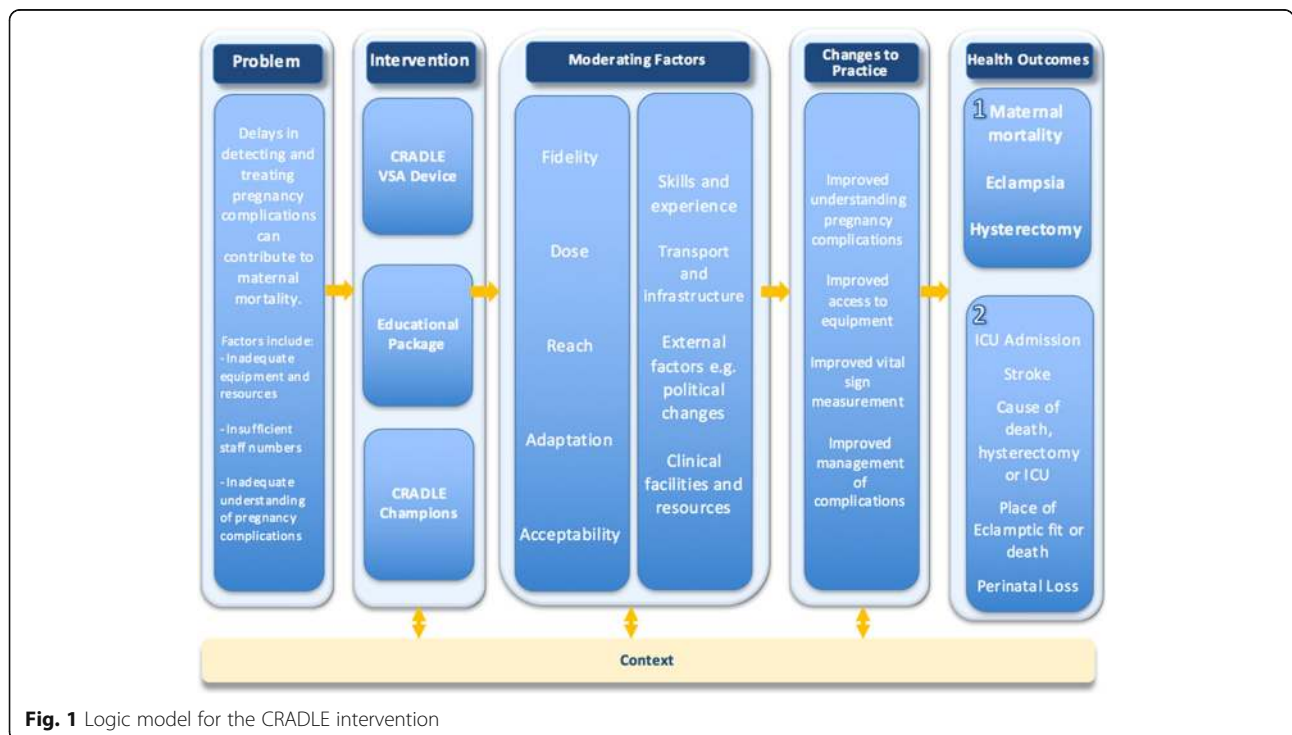 Problem
Delays in
detecting and
treating
pregnancy
complications
can
contribute to
maternal
mortality.
Factors include:
- Inadequate
equipment and
resources
- Insufficient
staff numbers
- Inadequate
understanding
of pregnancy
complications
Intervention
CRADLE
VSA Device
Educational
Package
CRADLE
Champions
Moderating Factors
Fidelity
Dose
Reach
Adaptation
Acceptability
Skills and
experience
Transport
and
infrastructure
External
factors e.g.
political
changes
Clinical
facilities and
resources
Changes to
Practice
Improved
understanding
pregnancy
complications
Improved
access to
equipment
Improved vital
sign
measurement
Improved
management
of
complications
Health Outcomes
1 Maternal
mortality
Eclampsia
Hysterectomy
2
ICU Admission
Stroke
Cause of
death,
hysterectomy
or ICU
Place of
Eclamptic fit or
death
Perinatal Loss
Context
Fig. 1 Logic model for the CRADLE intervention